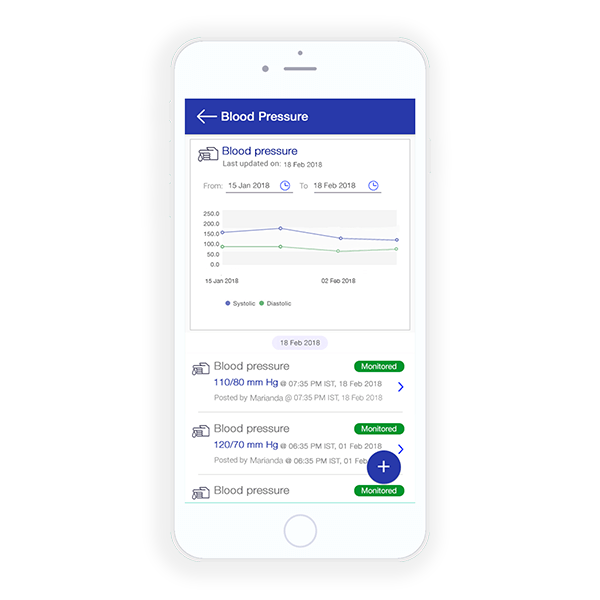 Blood Pressure
Blood pressure
Last updated on: 18 Feb 2018
From: 15 Jan 2018 To 18 Feb 2018
250.0
200.0
150.0
100.0
50.0
0.0
15 Jan 2018 02 Feb 2018
Systolic Diastolic
18 Feb 2018
Blood pressure Monitored
110/80 mm Hg @ 07:35 PM IST, 18 Feb 2018
Posted by Marianda @ 07:35 PM IST, 18 Feb 2018
Blood pressure Monitored
120/70 mm Hg @ 06:35 PM IST, 01 Feb 2018
Posted by Marianda @ 06:35 PM IST, 01 Feb
+
Blood pressure Monitored